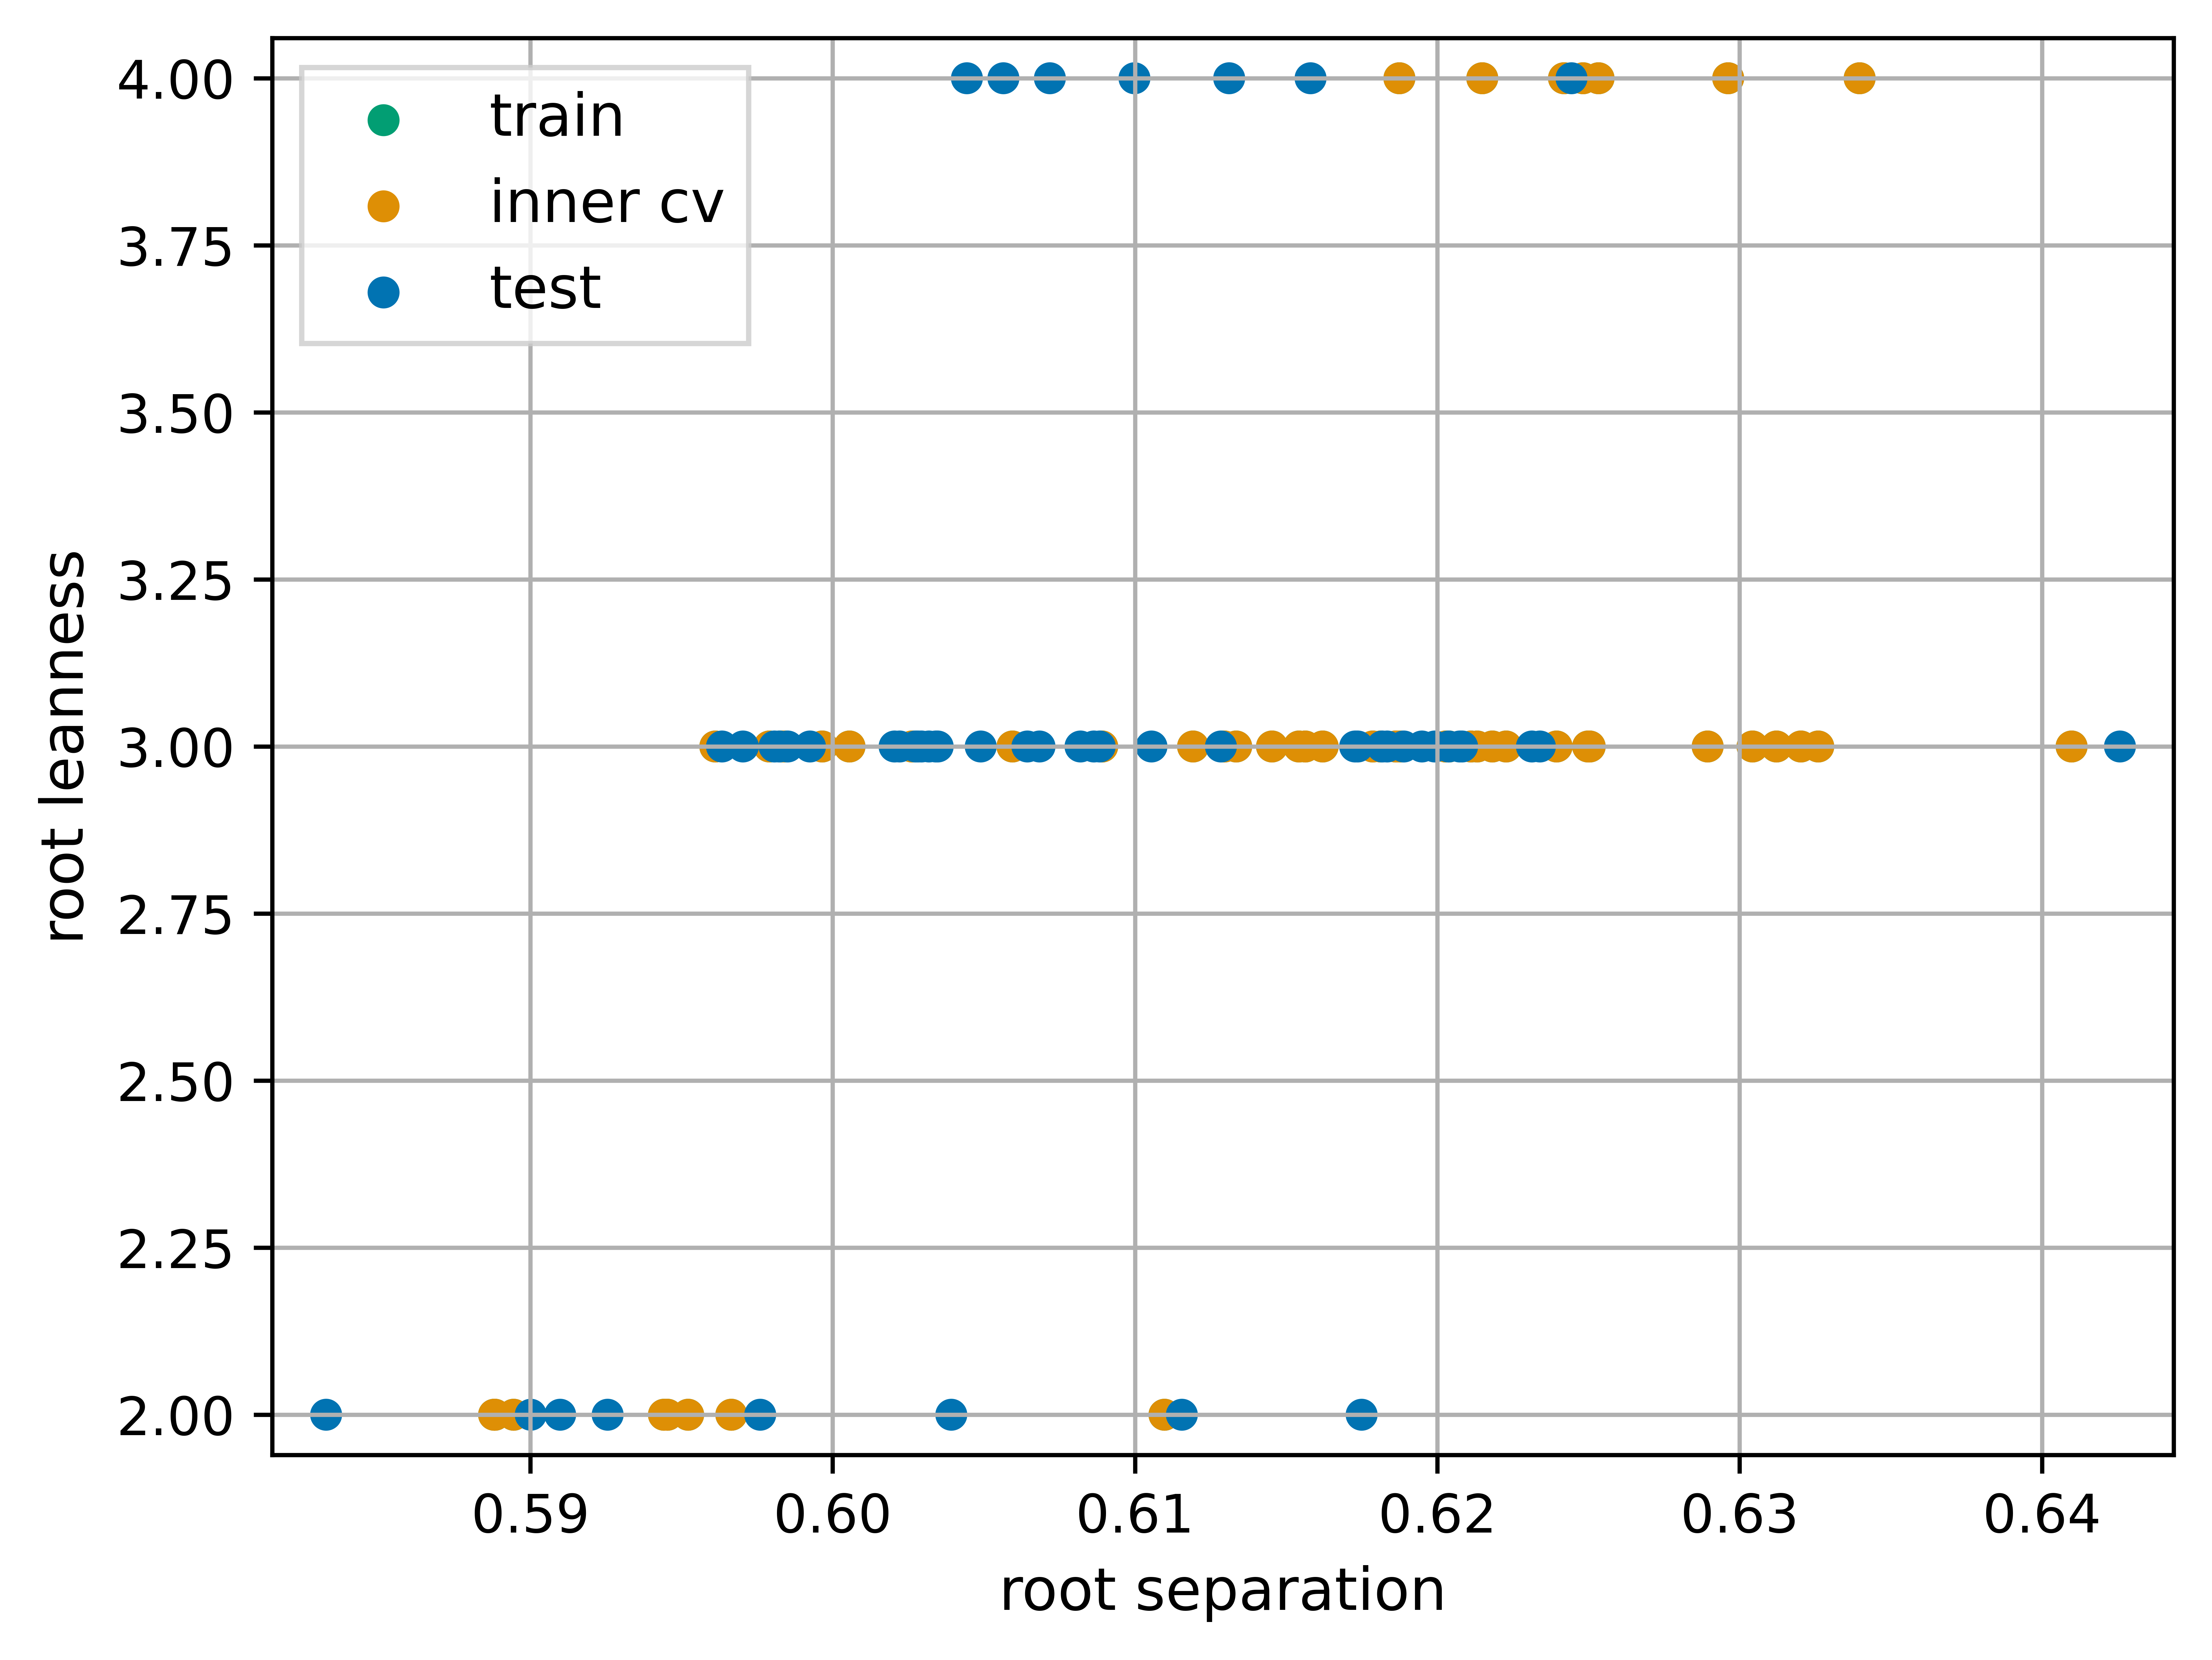 4.00
3.75
3.50
3.25
3.00
2.75
2.50
2.25
2.00
root leanness
train
inner cv
test
0.59 0.60 0.61 0.62 0.63 0.64
root separation